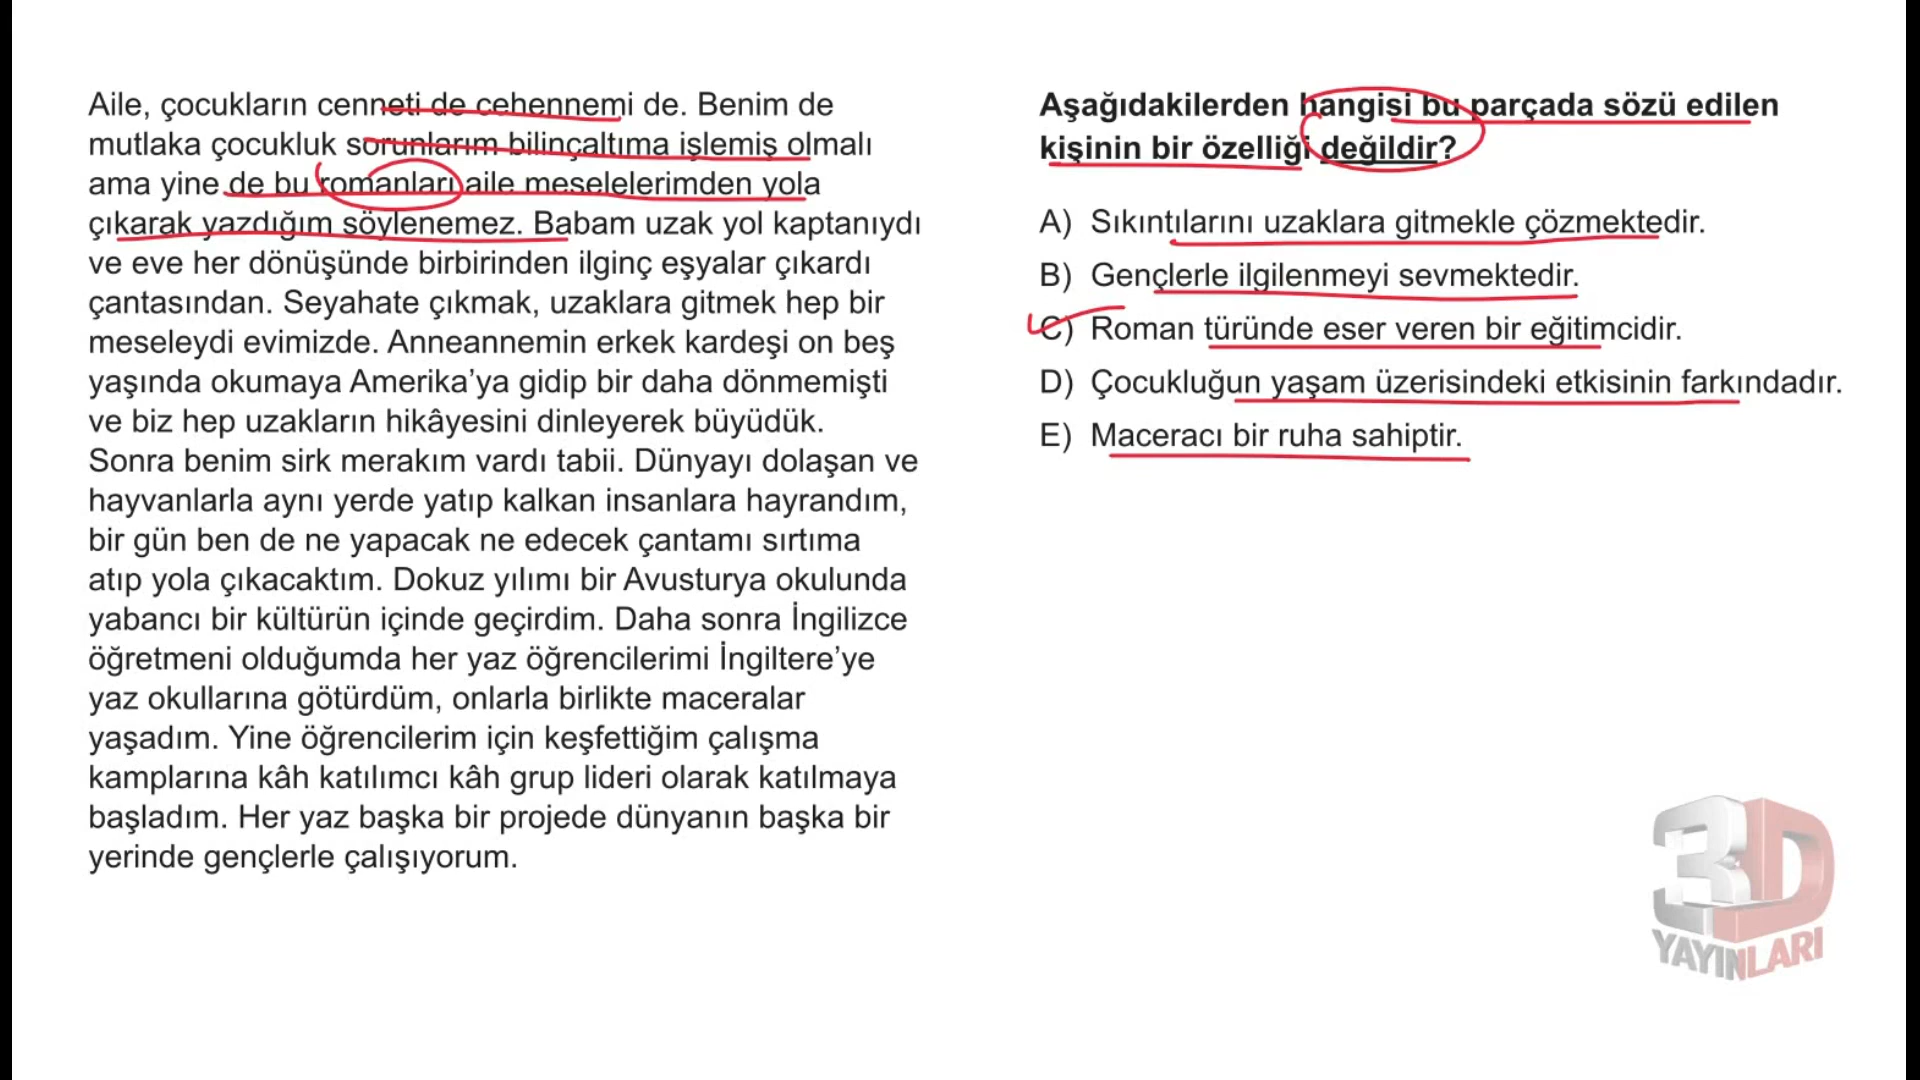 Aile, çocukların cenneti de cehennemi de. Benim de
mutlaka çocukluk sorunlarım bilinçaltıma işlemiş olmalı
ama yine de bu romanları aile meselelerimden yola
çıkarak yazdığım söylenemez. Babam uzak yol kaptanıydı
ve eve her dönüşünde birbirinden ilginç eşyalar çıkardı
çantasından. Seyahate çıkmak, uzaklara gitmek hep bir
meseleydi evimizde. Anneannemin erkek kardeşi on beş
yaşında okumaya Amerika’ya gidip bir daha dönmemişti
ve biz hep uzakların hikâyesini dinleyerek büyüdük.
Sonra benim sirk merakım vardı tabii. Dünyayı dolaşan ve
hayvanlarla aynı yerde yatıp kalkan insanlara hayrandım,
bir gün ben de ne yapacak ne edecek çantamı sırtıma
atıp yola çıkacaktım. Dokuz yılımı bir Avusturya okulunda
yabancı bir kültürün içinde geçirdim. Daha sonra İngilizce
öğretmeni olduğumda her yaz öğrencilerimi İngiltere’ye
yaz okullarına götürdüm, onlarla birlikte maceralar
yaşadım. Yine öğrencilerim için keşfettiğim çalışma
kamplarına kâh katılımcı kâh grup lideri olarak katılmaya
başladım. Her yaz başka bir projede dünyanın başka bir
yerinde gençlerle çalışıyorum.
Aşağıdakilerden hangisi bu parçada sözü edilen
kişinin bir özelliği değildir?
A) Sıkıntılarını uzaklara gitmekle çözmektedir.
B) Gençlerle ilgilenmeyi sevmektedir.
C) Roman türünde eser veren bir eğitimcidir.
D) Çocukluğun yaşam üzerisindeki etkisinin farkındadır.
E) Maceracı bir ruha sahiptir.
3D
YAYINLARI